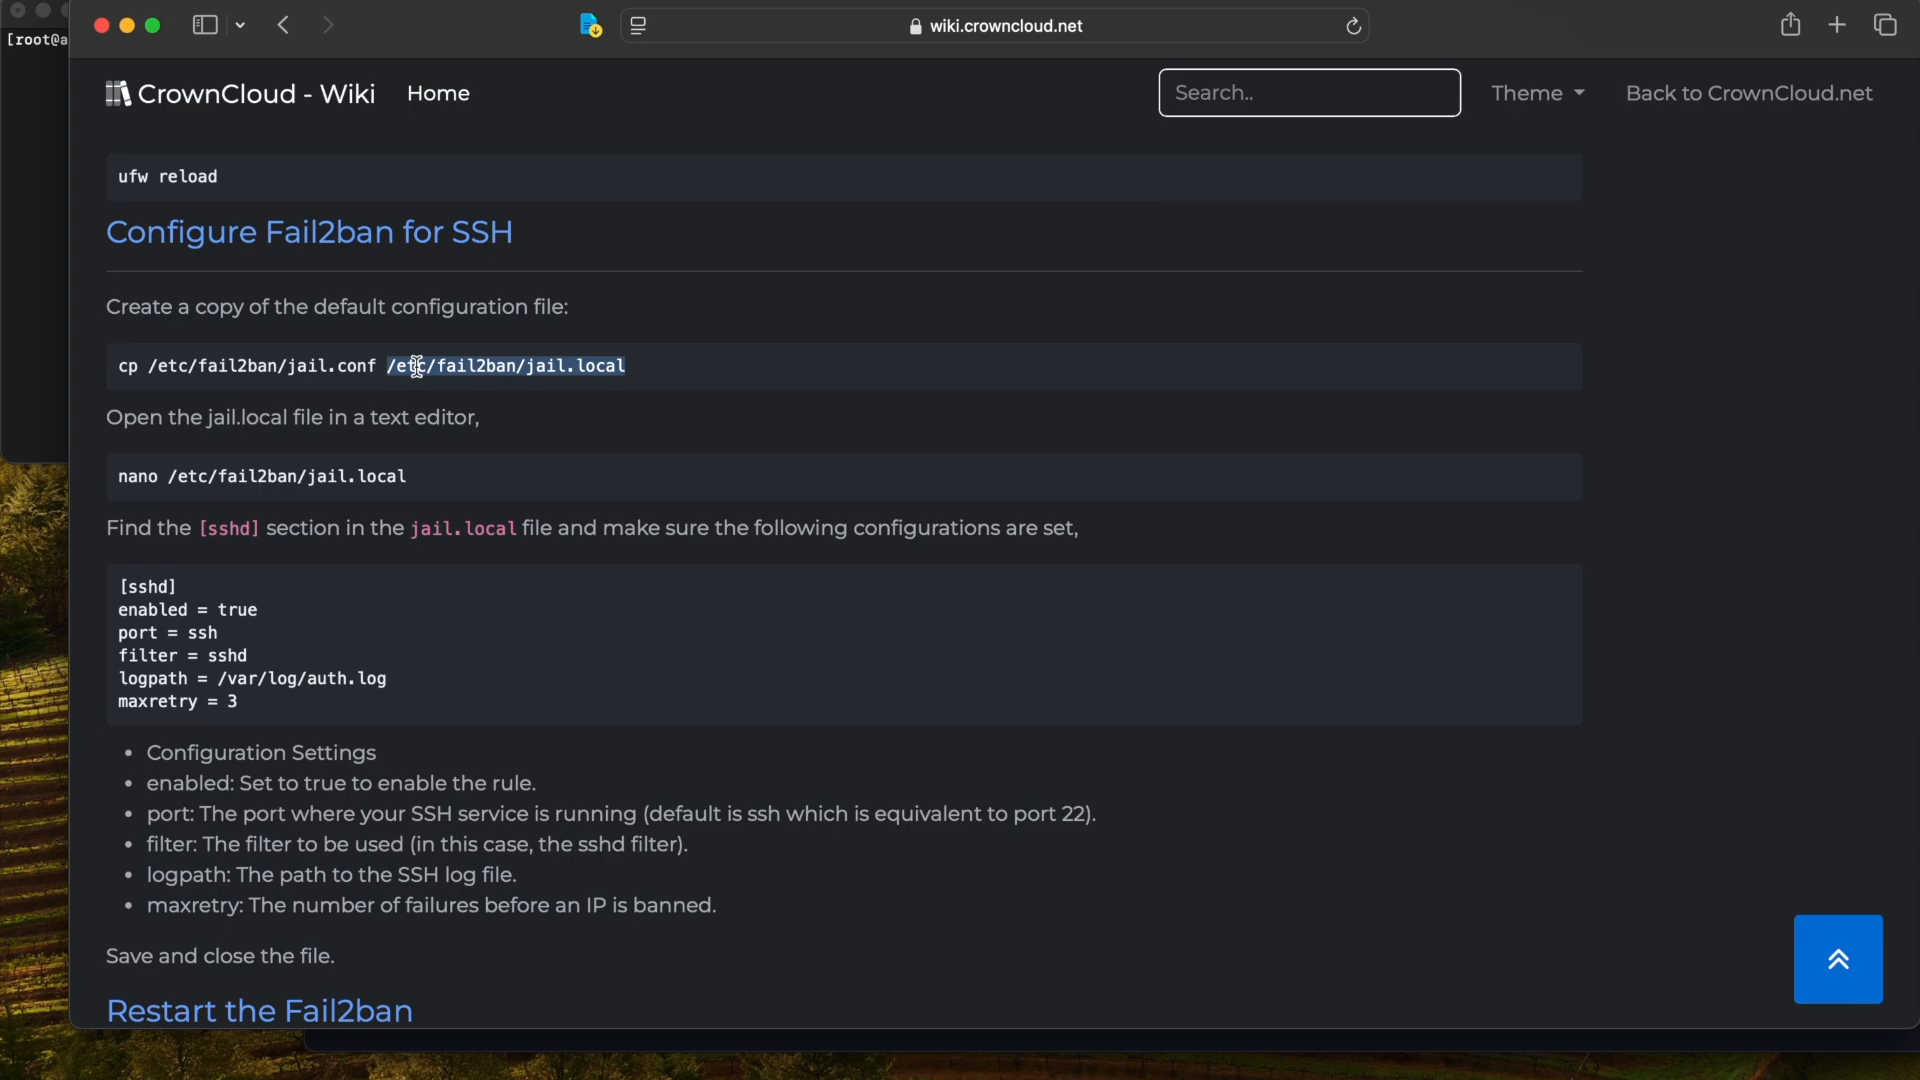 [root@a
wiki.crowncloud.net
CrownCloud - Wiki
Home
Search..
Theme
Back to CrownCloud.net
ufw reload
Configure Fail2ban for SSH
Create a copy of the default configuration file:
cp /etc/fail2ban/jail.conf /etc/fail2ban/jail.local
Open the jail.local file in a text editor,
nano /etc/fail2ban/jail.local
Find the [sshd] section in the jail.local file and make sure the following configurations are set,
[sshd]
enabled = true
port = ssh
filter = sshd
logpath = /var/log/auth.log
maxretry = 3
• Configuration Settings
• enabled: Set to true to enable the rule.
• port: The port where your SSH service is running (default is ssh which is equivalent to port 22).
• filter: The filter to be used (in this case, the sshd filter).
• logpath: The path to the SSH log file.
• maxretry: The number of failures before an IP is banned.
Save and close the file.
Restart the Fail2ban